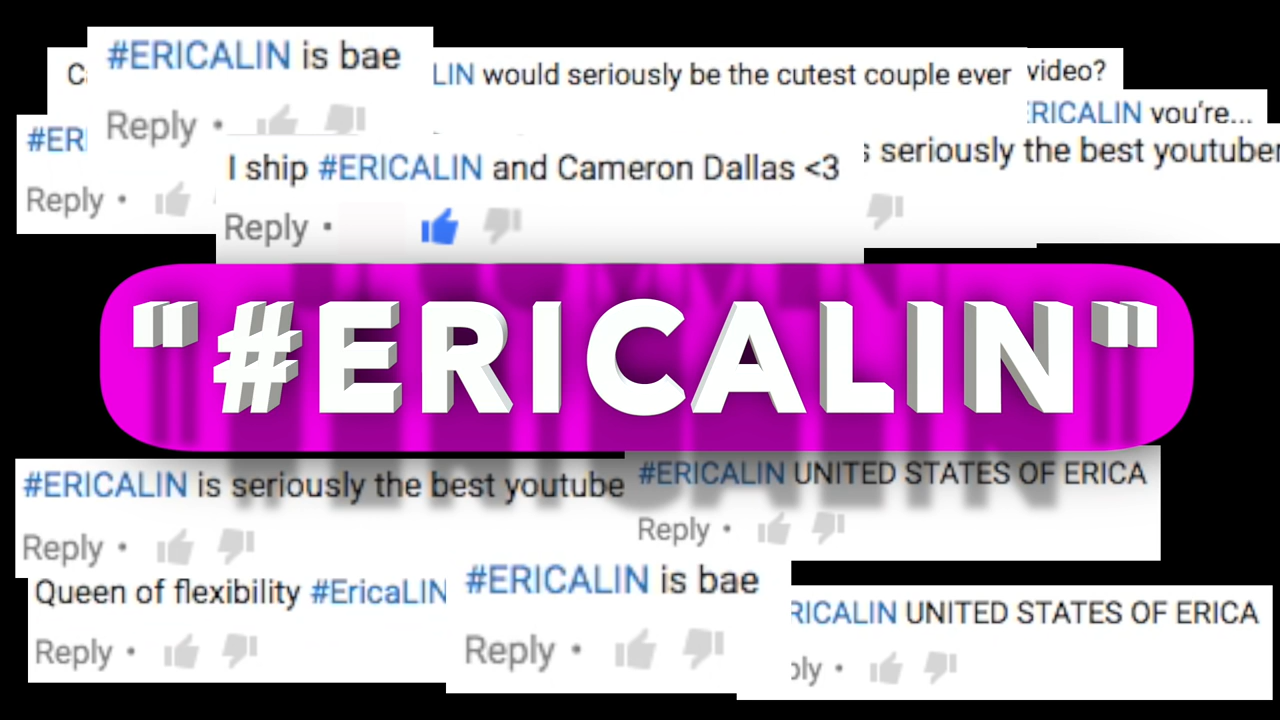 #ERICALIN is bae
Reply •
LIN would seriously be the cutest couple ever
video?
ERICALIN you're...
#ERI
Reply •
I ship #ERICALIN and Cameron Dallas <3
Reply •
s seriously the best youtuber
"#ERICALIN"
#ERICALIN is seriously the best youtube
Reply •
#ERICALIN UNITED STATES OF ERICA
Reply •
Queen of flexibility #EricaLIN
Reply •
#ERICALIN is bae
Reply •
RICALIN UNITED STATES OF ERICA
ply •